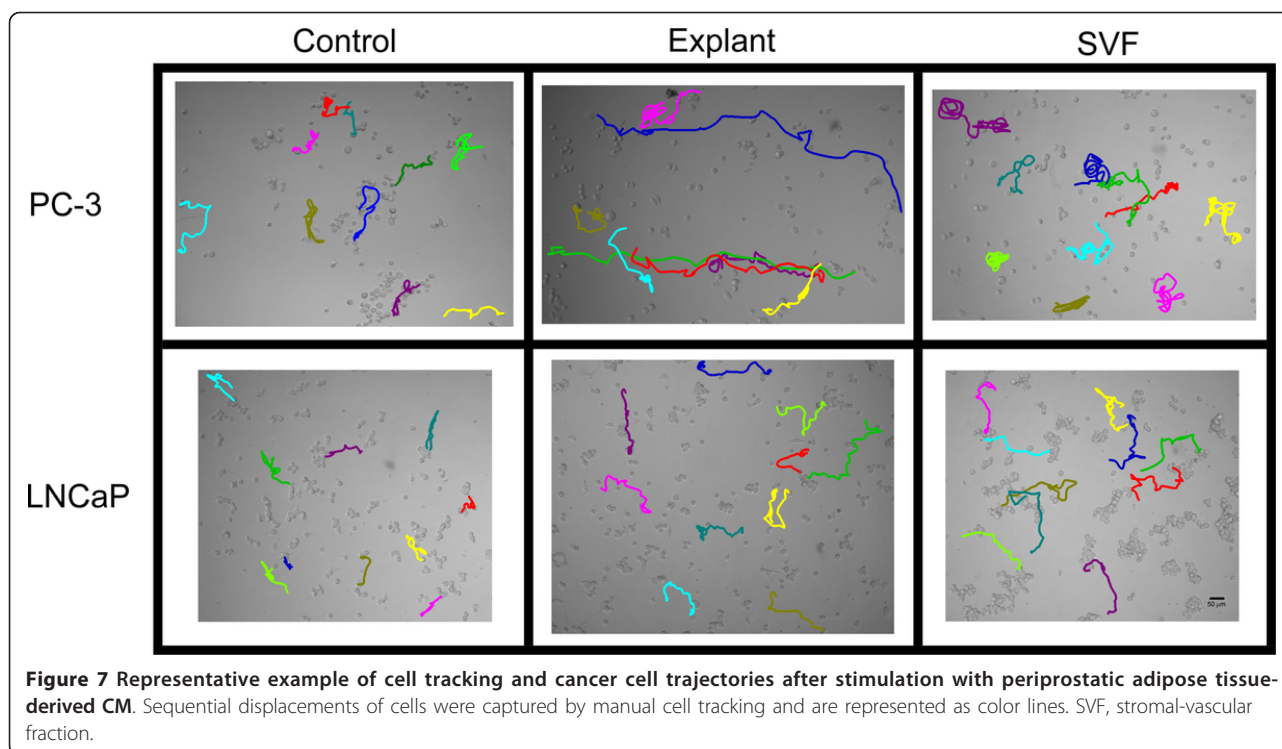 Control Explant SVF
PC-3
LNCaP
50 µm
Figure 7 Representative example of cell tracking and cancer cell trajectories after stimulation with periprostatic adipose tissue-
derived CM. Sequential displacements of cells were captured by manual cell tracking and are represented as color lines. SVF, stromal-vascular
fraction.